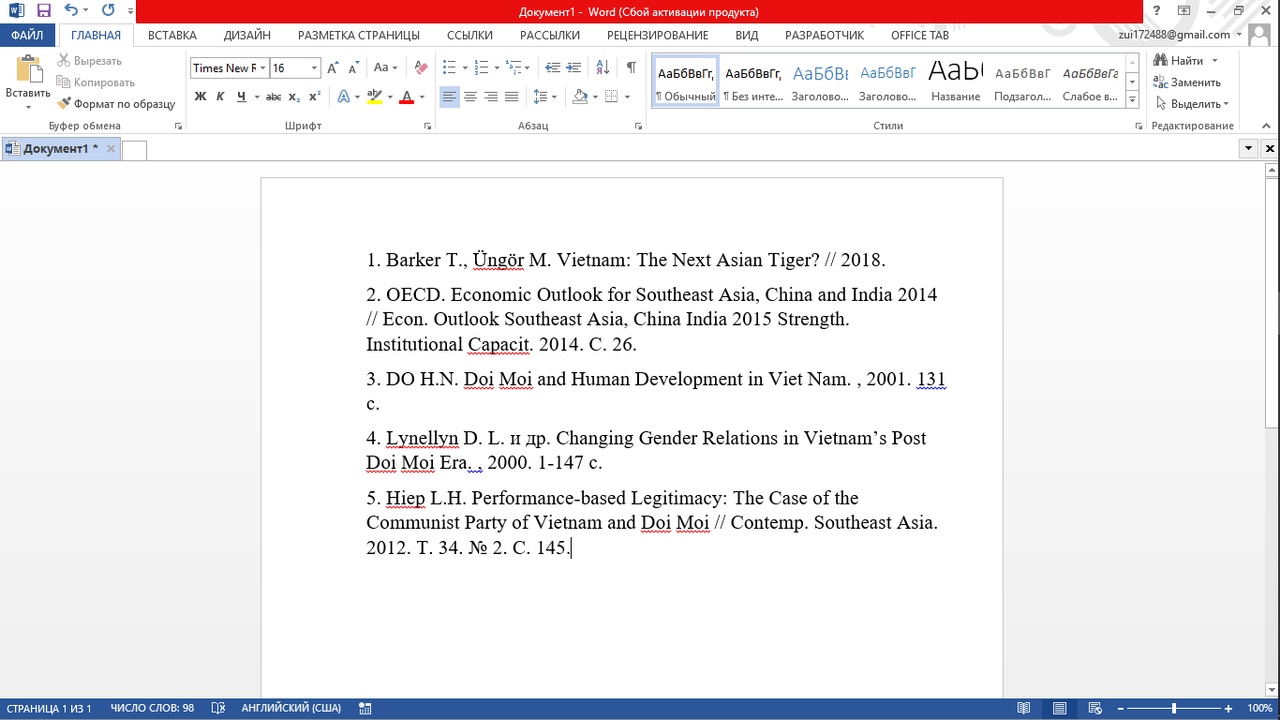 Документ1 - Word (Сбой активации продукта)
ФАЙЛ ГЛАВНАЯ ВСТАВКА ДИЗАЙН РАЗМЕТКА СТРАНИЦЫ ССЫЛКИ РАССЫЛКИ РЕЦЕНЗИРОВАНИЕ ВИД РАЗРАБОТЧИК OFFICE TAB zui172488@gmail.com
Вставить
Вырезать
Копировать
Формат по образцу
Буфер обмена
Times New F 16 Aa
Ж К Ч abc x₂ x² A A
Шрифт
Абзац
АаБбВвГг, АаБбВвГг, АаБбВв АаБбВвГ АаБ АаБбВвГ АаБбВвГг
¶ Обычный ¶ Без инте... Заголово... Заголово... Название Подзагол... Слабое в...
Стили
Найти
Заменить
Выделить
Редактирование
Документ1 *
1. Barker T., Üngör M. Vietnam: The Next Asian Tiger? // 2018.
2. OECD. Economic Outlook for Southeast Asia, China and India 2014
// Econ. Outlook Southeast Asia, China India 2015 Strength.
Institutional Capacit. 2014. С. 26.
3. DO H.N. Doi Moi and Human Development in Viet Nam. , 2001. 131
с.
4. Lynellyn D. L. и др. Changing Gender Relations in Vietnam’s Post
Doi Moi Era. , 2000. 1-147 с.
5. Hiep L.H. Performance-based Legitimacy: The Case of the
Communist Party of Vietnam and Doi Moi // Contemp. Southeast Asia.
2012. Т. 34. № 2. С. 145.
СТРАНИЦА 1 ИЗ 1 ЧИСЛО СЛОВ: 98 АНГЛИЙСКИЙ (США) 100%